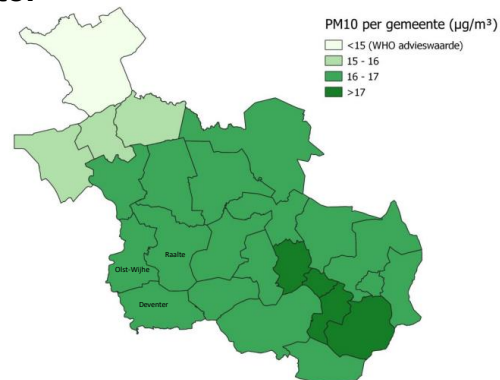 PM10 per gemeente (µg/m³)
<15 (WHO advieswaarde)
15 - 16
16 - 17
>17
Raalte
Olst-Wijhe
Deventer